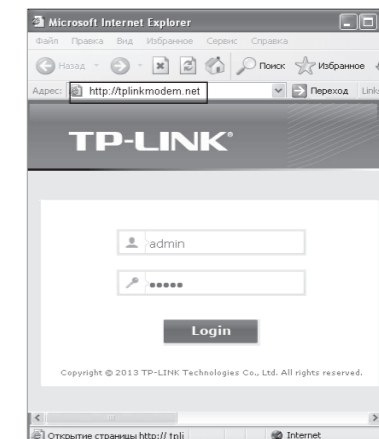 Microsoft Internet Explorer
Файл Правка Вид Избранное Сервис Справка
Назад Поиск Избранное
Адрес: http://tplinkmodem.net Переход Links
TP-LINK®
admin
•••••
Login
Copyright © 2013 TP-LINK Technologies Co., Ltd. All rights reserved.
Открытие страницы http:// tpli Internet